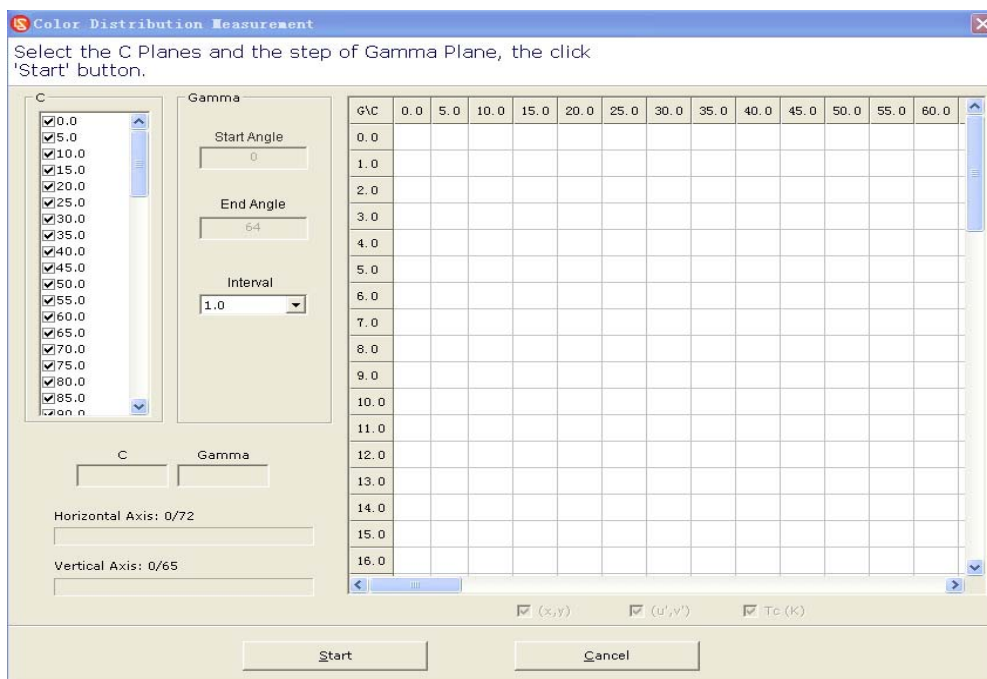 Color Distribution Measurement
Select the C Planes and the step of Gamma Plane, the click
'Start' button.
C
0.0
5.0
10.0
15.0
20.0
25.0
30.0
35.0
40.0
45.0
50.0
55.0
60.0
65.0
70.0
75.0
80.0
85.0
90.0
Gamma
Start Angle
0
End Angle
64
Interval
1.0
C Gamma
Horizontal Axis: 0/72
Vertical Axis: 0/65
G\C 0.0 5.0 10.0 15.0 20.0 25.0 30.0 35.0 40.0 45.0 50.0 55.0 60.0
0.0
1.0
2.0
3.0
4.0
5.0
6.0
7.0
8.0
9.0
10.0
11.0
12.0
13.0
14.0
15.0
16.0
(x,y) (u',v') Tc(K)
Start Cancel